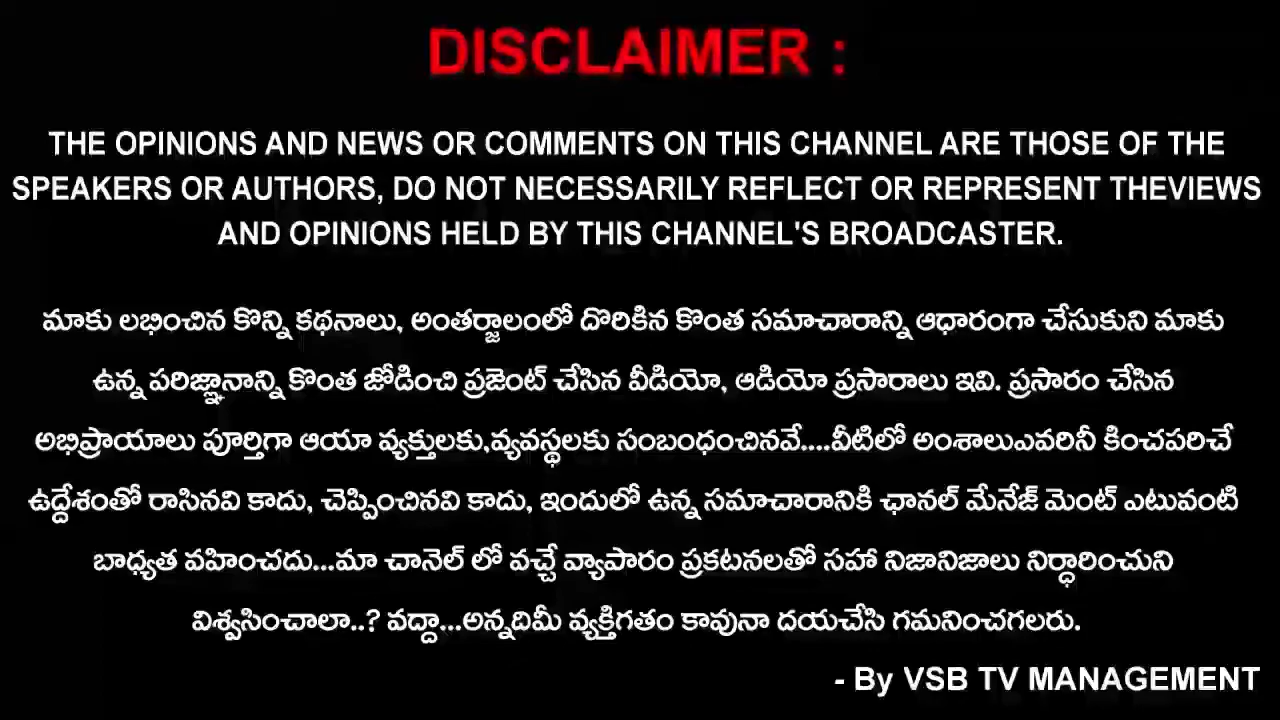 DISCLAIMER :
THE OPINIONS AND NEWS OR COMMENTS ON THIS CHANNEL ARE THOSE OF THE
SPEAKERS OR AUTHORS, DO NOT NECESSARILY REFLECT OR REPRESENT THEVIEWS
AND OPINIONS HELD BY THIS CHANNEL'S BROADCASTER.
మాకు లభించిన కొన్ని కథనాలు, అంతర్జాలంలో దొరికిన కొంత సమాచారాన్ని ఆధారంగా చేసుకుని మాకు
ఉన్న పరిజ్ఞానాన్ని కొంత జోడించి ప్రజెంట్ చేసిన వీడియో, ఆడియో ప్రసారాలు ఇవి. ప్రసారం చేసిన
అభిప్రాయాలు పూర్తిగా ఆయా వ్యక్తులకు,వ్యవస్థలకు సంబంధంచినవే....వీటిలో అంశాలుఎవరినీ కించపరిచే
ఉద్దేశంతో రాసినవి కాదు, చెప్పించినవి కాదు, ఇందులో ఉన్న సమాచారానికి ఛానల్ మేనేజ్ మెంట్ ఎటువంటి
బాధ్యత వహించదు...మా చానెల్ లో వచ్చే వ్యాపారం ప్రకటనలతో సహా నిజానిజాలు నిర్ధారించుని
విశ్వసించాలా..? వద్దా...అన్నదిమీ వ్యక్తిగతం కావునా దయచేసి గమనించగలరు.
- By VSB TV MANAGEMENT